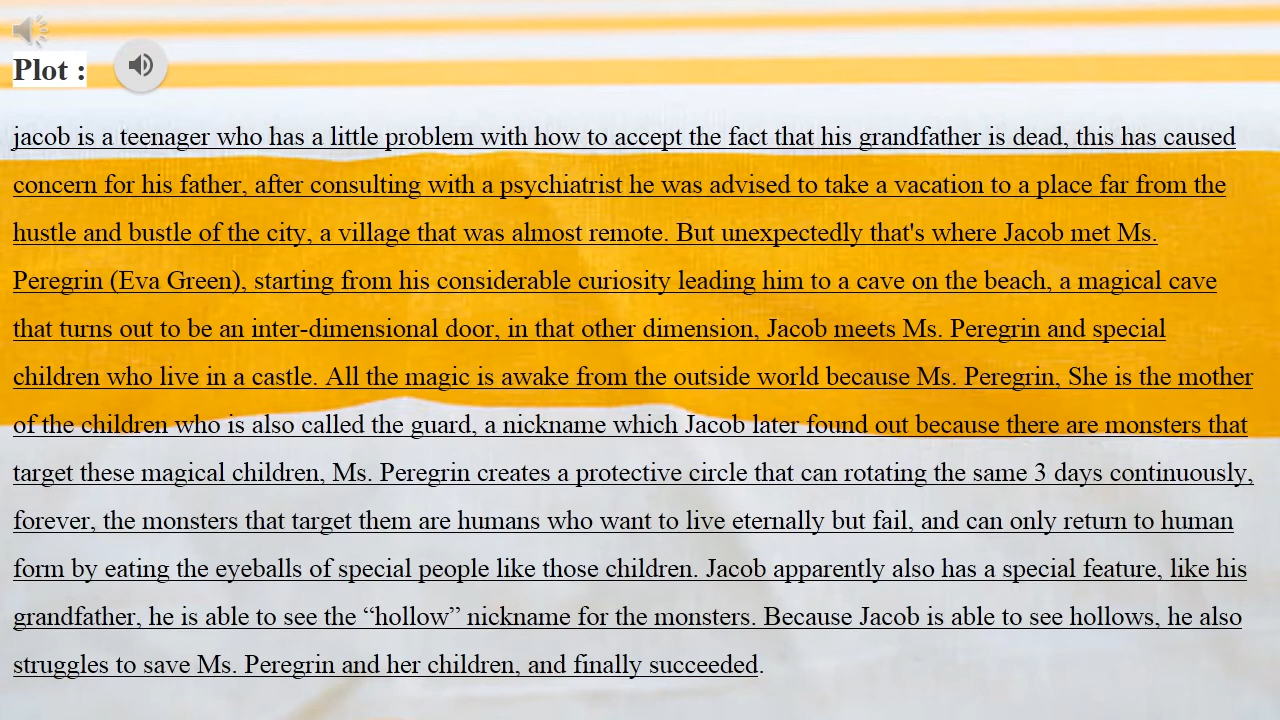 Plot :
jacob is a teenager who has a little problem with how to accept the fact that his grandfather is dead, this has caused
concern for his father, after consulting with a psychiatrist he was advised to take a vacation to a place far from the
hustle and bustle of the city, a village that was almost remote. But unexpectedly that's where Jacob met Ms.
Peregrin (Eva Green), starting from his considerable curiosity leading him to a cave on the beach, a magical cave
that turns out to be an inter-dimensional door, in that other dimension, Jacob meets Ms. Peregrin and special
children who live in a castle. All the magic is awake from the outside world because Ms. Peregrin, She is the mother
of the children who is also called the guard, a nickname which Jacob later found out because there are monsters that
target these magical children, Ms. Peregrin creates a protective circle that can rotating the same 3 days continuously,
forever, the monsters that target them are humans who want to live eternally but fail, and can only return to human
form by eating the eyeballs of special people like those children. Jacob apparently also has a special feature, like his
grandfather, he is able to see the “hollow” nickname for the monsters. Because Jacob is able to see hollows, he also
struggles to save Ms. Peregrin and her children, and finally succeeded.